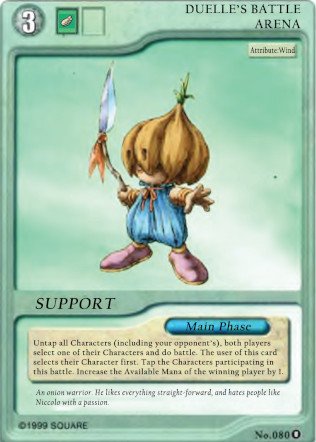 3
DUELLE'S BATTLE
ARENA
Attribute:Wind
SUPPORT
Main Phase
Untap all Characters (including your opponent's), both players
select one of their Characters and do battle. The user of this card
selects their Character first. Tap the Characters participating in
this battle. Increase the Available Mana of the winning player by 1.
An onion warrior. He likes everything straight-forward, and hates people like
Niccolo with a passion.
©1999 SQUARE
No.080